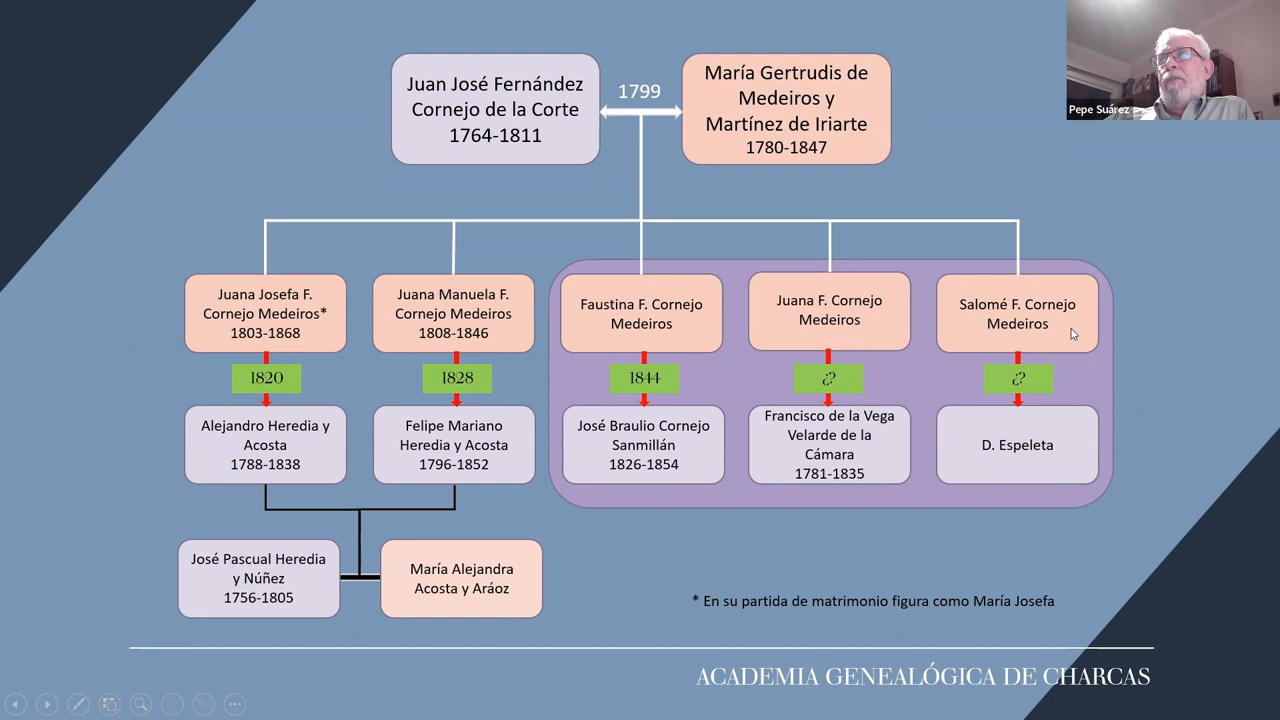 Pepe Suárez
Juan José Fernández
Cornejo de la Corte
1764-1811
1799
María Gertrudis de
Medeiros y
Martínez de Iriarte
1780-1847
Juana Josefa F.
Cornejo Medeiros*
1803-1868
Juana Manuela F.
Cornejo Medeiros
1808-1846
Faustina F. Cornejo
Medeiros
Juana F. Cornejo
Medeiros
Salomé F. Cornejo
Medeiros
1820
1828
1844
¿?
¿?
Alejandro Heredia y
Acosta
1788-1838
Felipe Mariano
Heredia y Acosta
1796-1852
José Braulio Cornejo
Sanmillán
1826-1854
Francisco de la Vega
Velarde de la
Cámara
1781-1835
D. Espeleta
José Pascual Heredia
y Núñez
1756-1805
María Alejandra
Acosta y Aráoz
* En su partida de matrimonio figura como María Josefa
ACADEMIA GENEALÓGICA DE CHARCAS